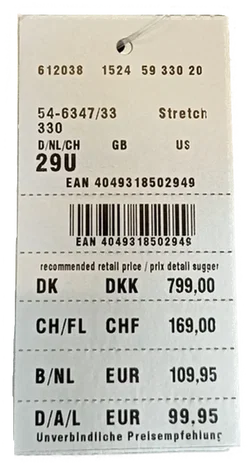 612038 1524 59 330 20
54-6347/33 Stretch
330
D/NL/CH GB US
29U
EAN 4049318502949
EAN 4049318502949
recommended retail price / prix detail sugger
DK DKK 799,00
CH/FL CHF 169,00
B/NL EUR 109,95
D/A/L EUR 99,95
Unverbindliche Preisempfehlung